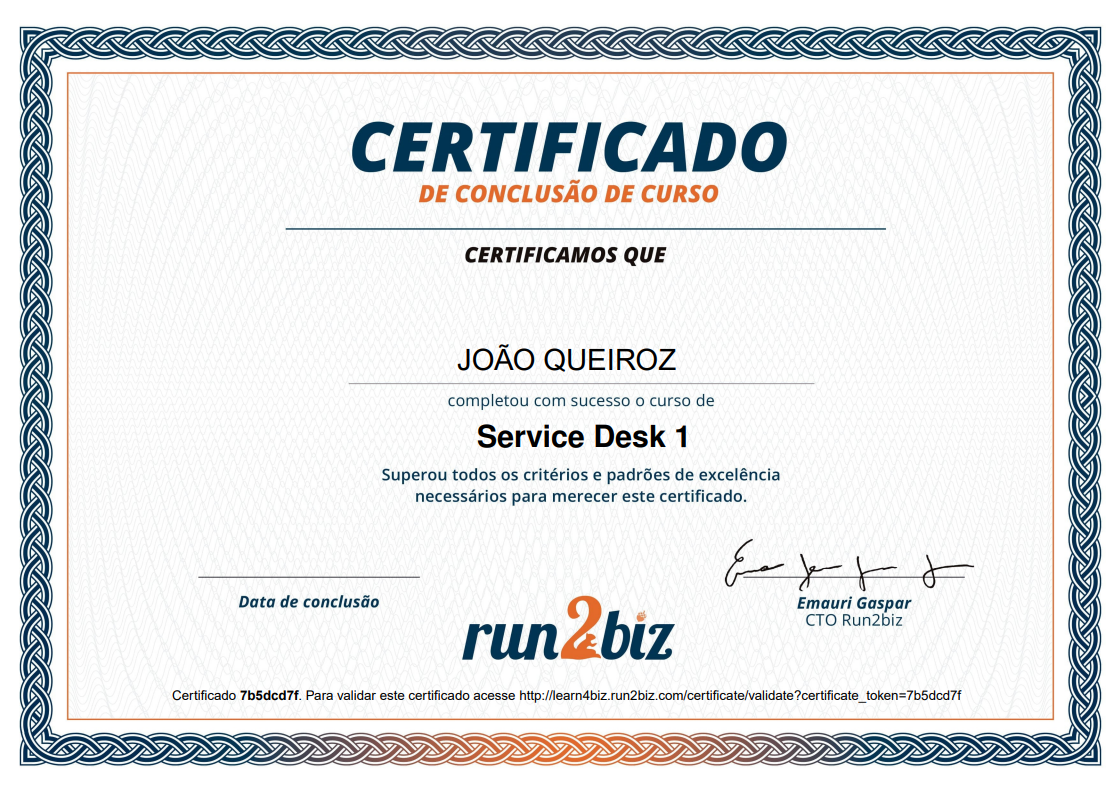 CERTIFICADO
DE CONCLUSÃO DE CURSO
CERTIFICAMOS QUE
JOÃO QUEIROZ
completou com sucesso o curso de
Service Desk 1
Superou todos os critérios e padrões de excelência
necessários para merecer este certificado.
Data de conclusão
Emauri Gaspar
CTO Run2biz
run2biz
Certificado 7b5dcd7f. Para validar este certificado acesse http://learn4biz.run2biz.com/certificate/validate?certificate_token=7b5dcd7f